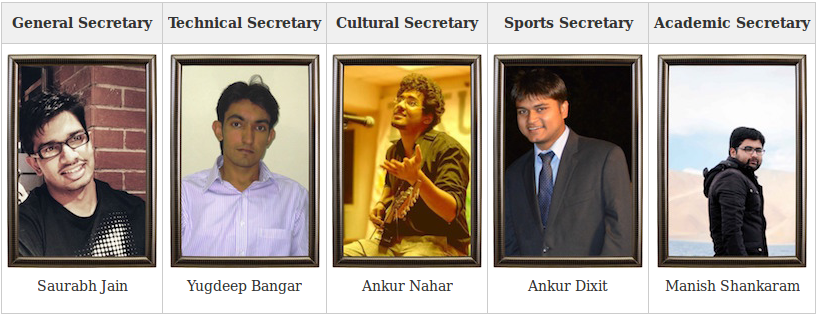 General Secretary
Technical Secretary
Cultural Secretary
Sports Secretary
Academic Secretary
Saurabh Jain
Yugdeep Bangar
Ankur Nahar
Ankur Dixit
Manish Shankaram